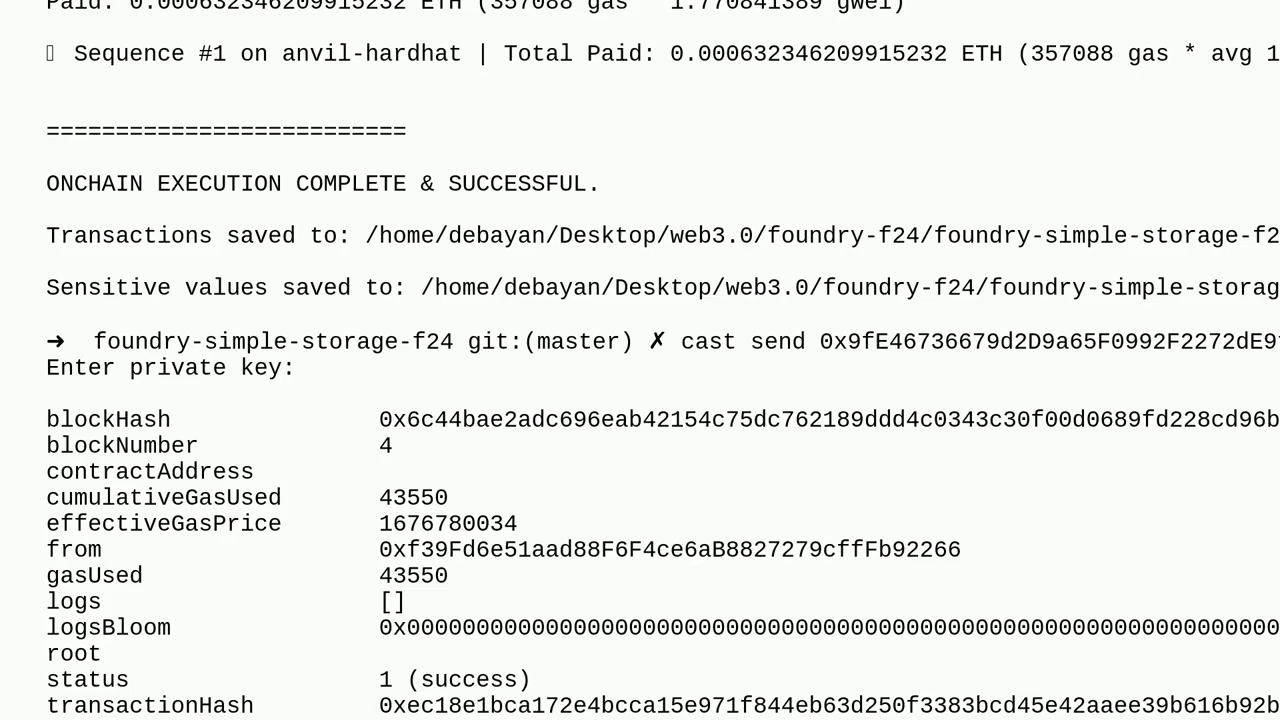 Paid: 0.000632346209915232 ETH (357088 gas * 1.770841389 gwei)
Sequence #1 on anvil-hardhat | Total Paid: 0.000632346209915232 ETH (357088 gas * avg 1
==========================
ONCHAIN EXECUTION COMPLETE & SUCCESSFUL.
Transactions saved to: /home/debayan/Desktop/web3.0/foundry-f24/foundry-simple-storage-f2
Sensitive values saved to: /home/debayan/Desktop/web3.0/foundry-f24/foundry-simple-storag
➜ foundry-simple-storage-f24 git:(master) ✗ cast send 0x9fE46736679d2D9a65F0992F2272dE9f
Enter private key:
blockHash 0x6c44bae2adc696eab42154c75dc762189ddd4c0343c30f00d0689fd228cd96b
blockNumber 4
contractAddress
cumulativeGasUsed 43550
effectiveGasPrice 1676780034
from 0xf39Fd6e51aad88F6F4ce6aB8827279cffFb92266
gasUsed 43550
logs []
logsBloom 0x00000000000000000000000000000000000000000000000000000000000000
root
status 1 (success)
transactionHash 0xec18e1bca172e4bcca15e971f844eb63d250f3383bcd45e42aaee39b616b92b